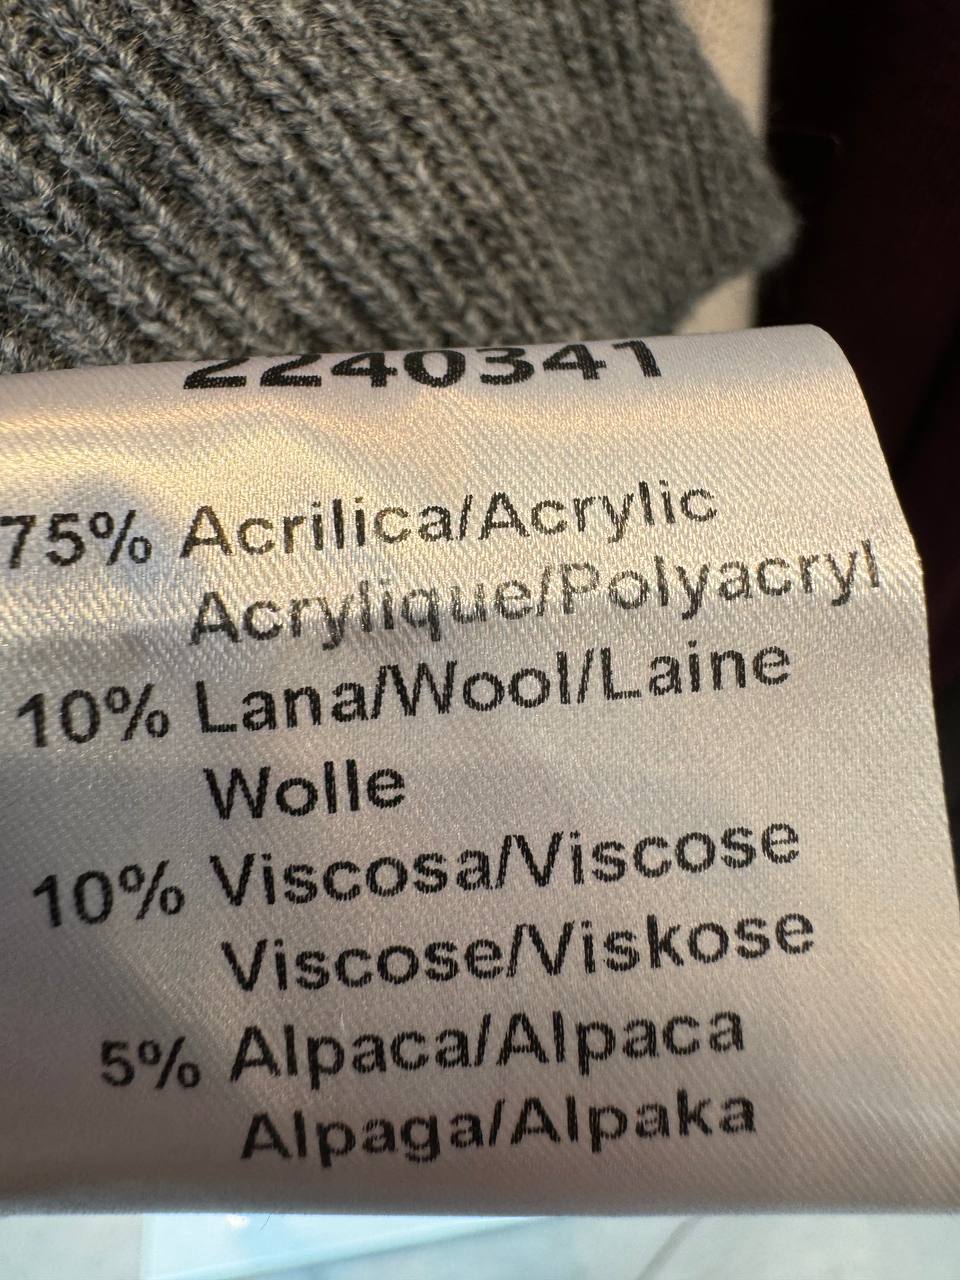 2240341
75% Acrilica/Acrylic
Acrylique/Polyacryl
10% Lana/Wool/Laine
Wolle
10% Viscosa/Viscose
Viscose/Viskose
5% Alpaca/Alpaca
Alpaga/Alpaka